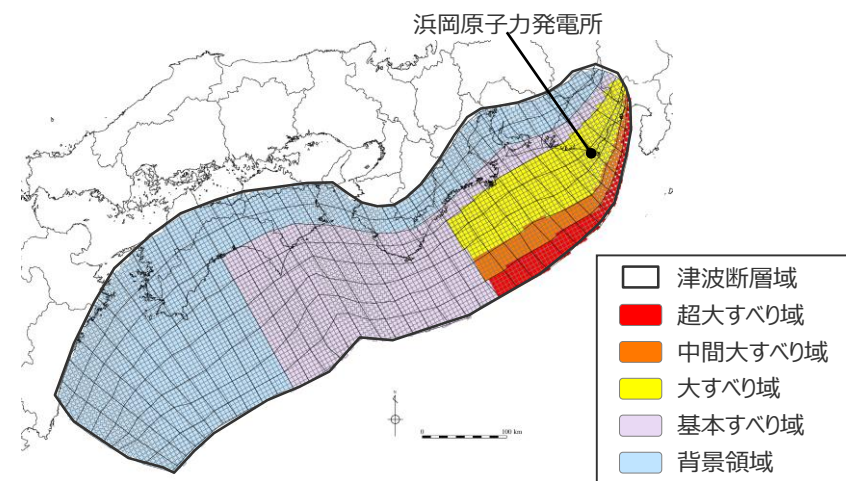 浜岡原子力発電所
津波断層域
超大すべり域
中間大すべり域
大すべり域
基本すべり域
背景領域
0 100 km